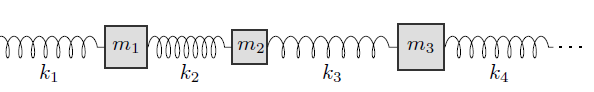 m₁ m₂ m₃ . . .
k₁ k₂ k₃ k₄